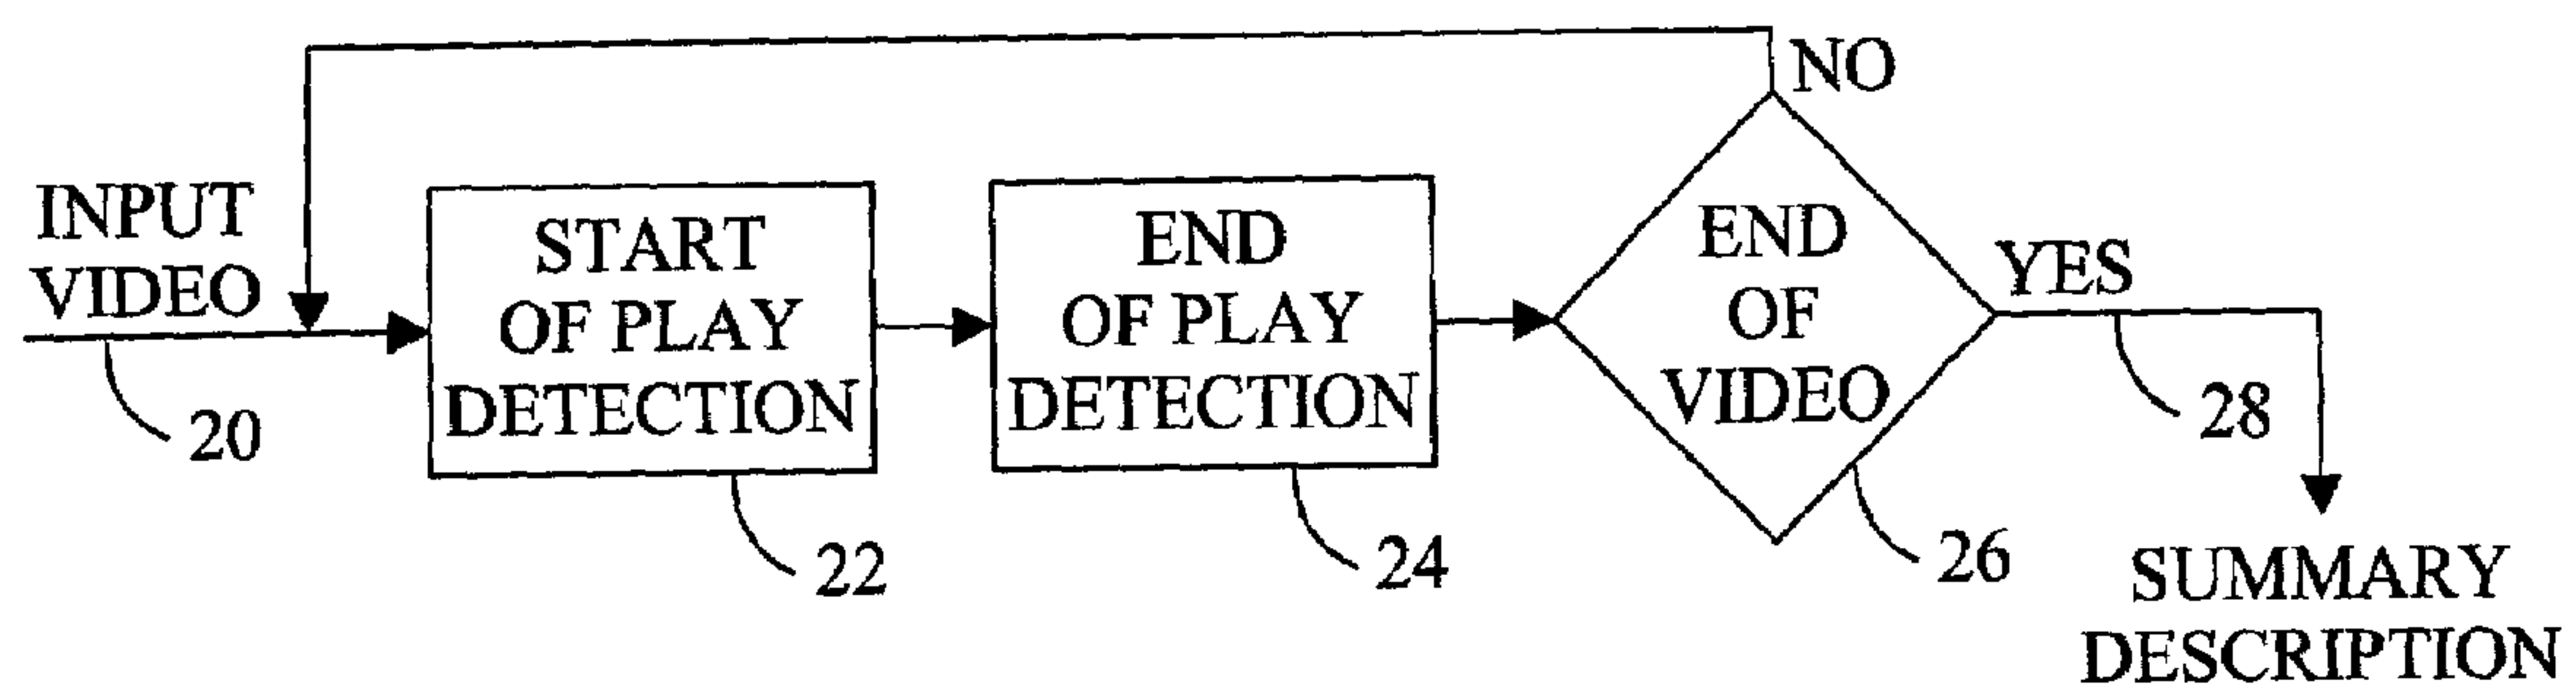 INPUT
VIDEO
20
START
OF PLAY
DETECTION
22
END
OF PLAY
DETECTION
24
NO
END
OF
VIDEO
26
YES
28
SUMMARY
DESCRIPTION